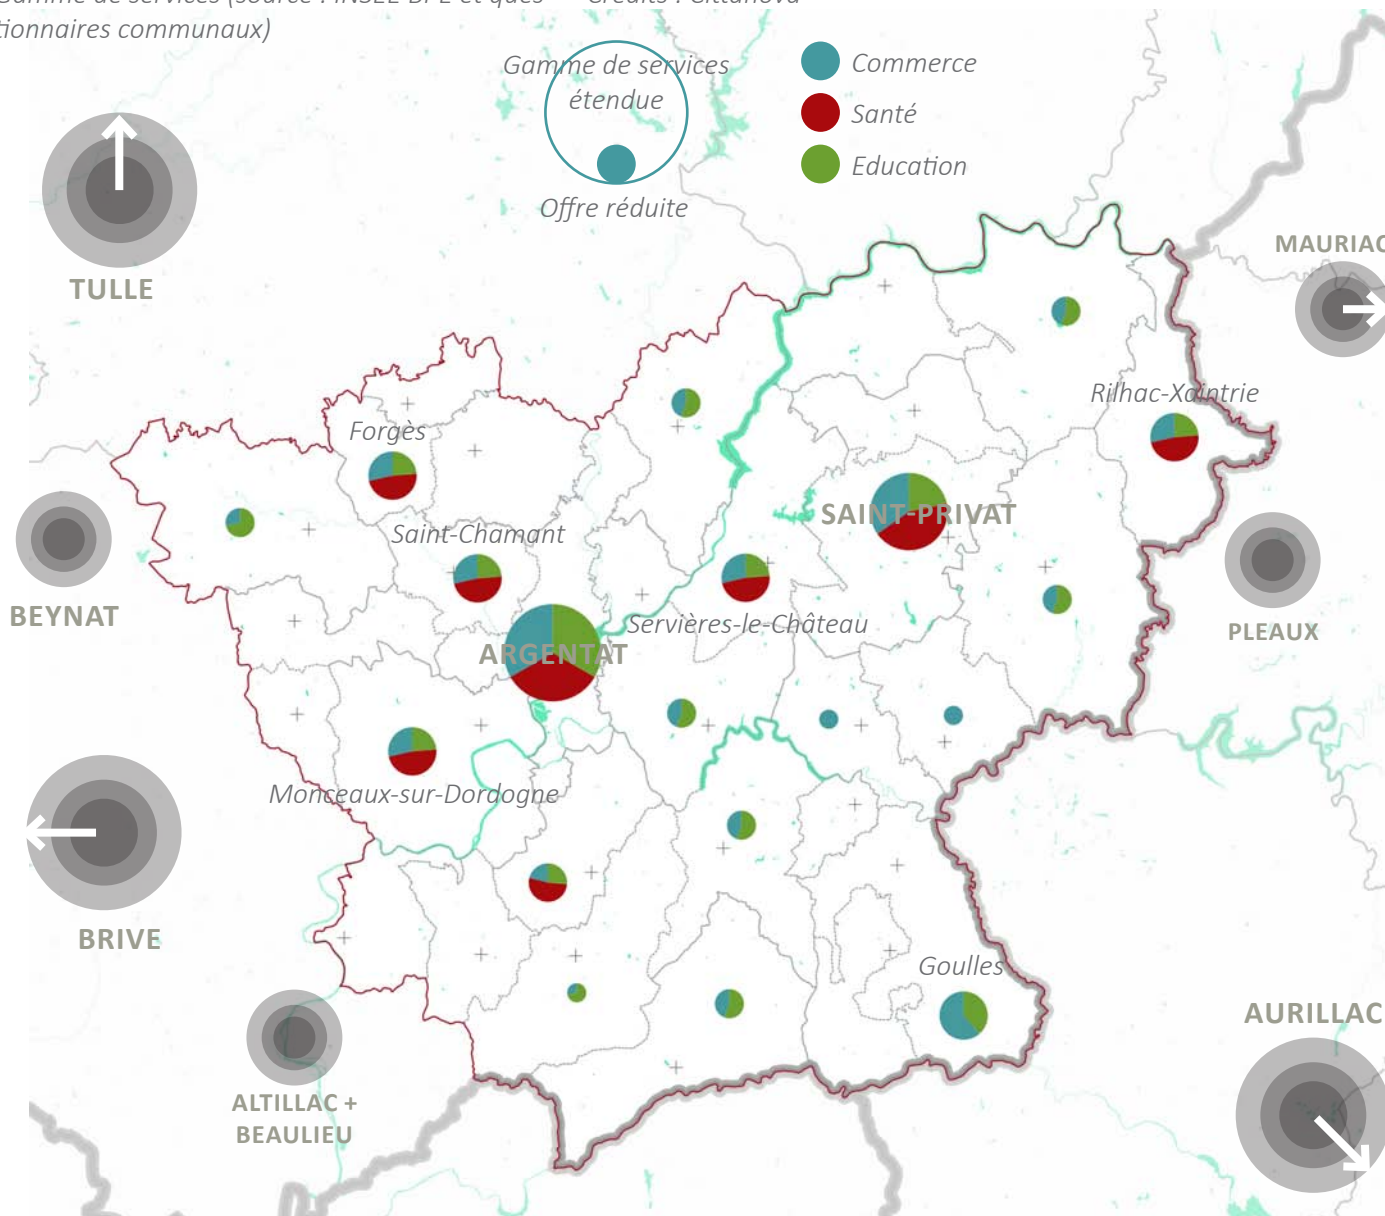 tionnaires communaux)
Gamme de services
étendue
Offre réduite
Commerce
Santé
Education
TULLE
MAURIAC
Rilhac-Xaintrie
Forgès
SAINT-PRIVAT
Saint-Chamant
BEYNAT
Servières-le-Château
PLEAUX
ARGENTAT
Monceaux-sur-Dordogne
BRIVE
Goulles
AURILLAC
ALTILLAC +
BEAULIEU